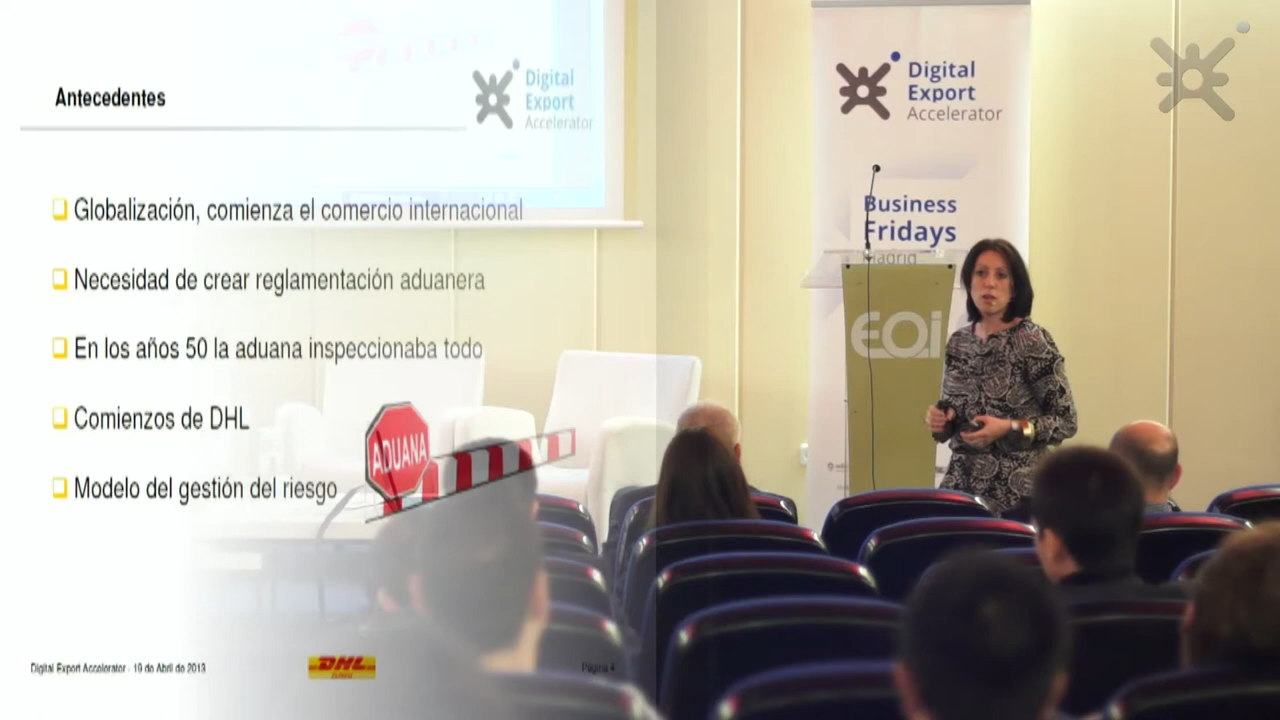 Antecedentes
Digital
Export
Accelerator
Globalización, comienza el comercio internacional
Necesidad de crear reglamentación aduanera
En los años 50 la aduana inspeccionaba todo
Comienzos de DHL
Modelo del gestión del riesgo
ADUANA
Digital Export Accelerator - 19 de Abril de 2013
DHL
Página 4
Digital
Export
Accelerator
Business
Fridays
Madrid
EOi